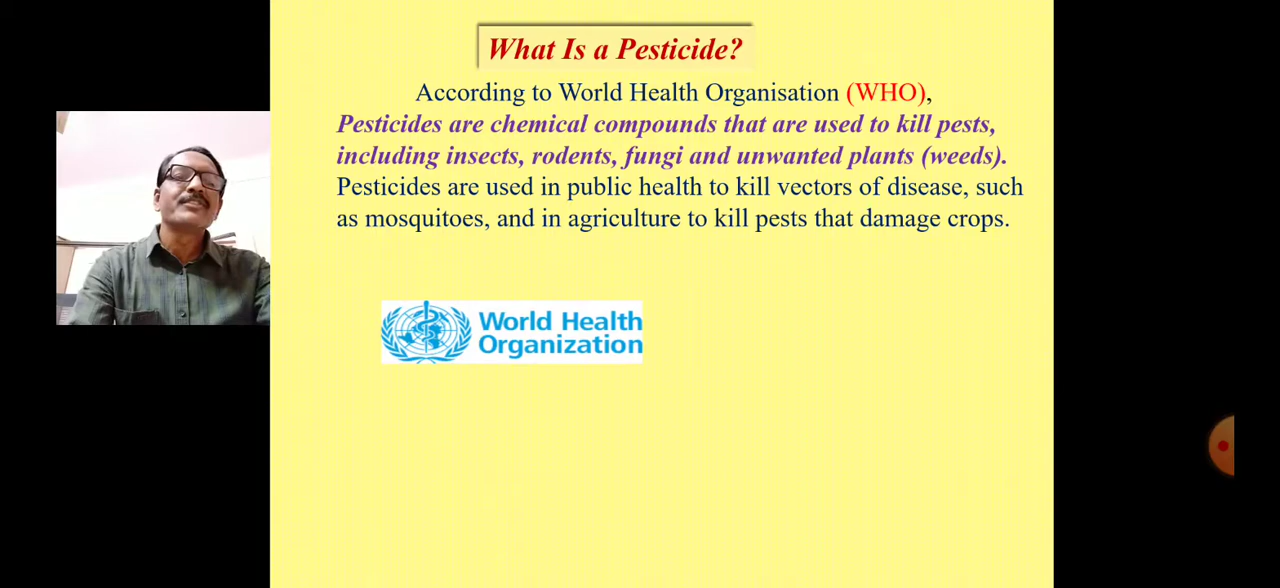 What Is a Pesticide?
According to World Health Organisation (WHO),
Pesticides are chemical compounds that are used to kill pests,
including insects, rodents, fungi and unwanted plants (weeds).
Pesticides are used in public health to kill vectors of disease, such
as mosquitoes, and in agriculture to kill pests that damage crops.
World Health
Organization